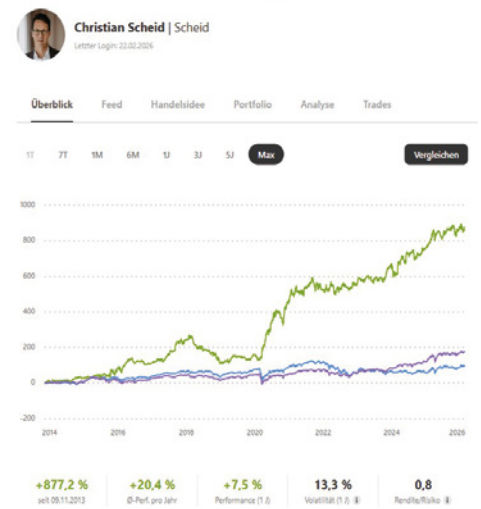 Christian Scheid | Scheid
Letzter Login: 22.02.2026
Überblick Feed Handelsidee Portfolio Analyse Trades
1T 7T 1M 6M 1J 3J 5J Max Vergleichen
1000
800
600
400
200
0
-200
2014 2016 2018 2020 2022 2024 2026
+877,2 % +20,4 % +7,5 % 13,3 % 0,8
seit 09.11.2013 Ø-Perf. pro Jahr Performance (1 J) Volatilität (1 J) Rendite/Risiko